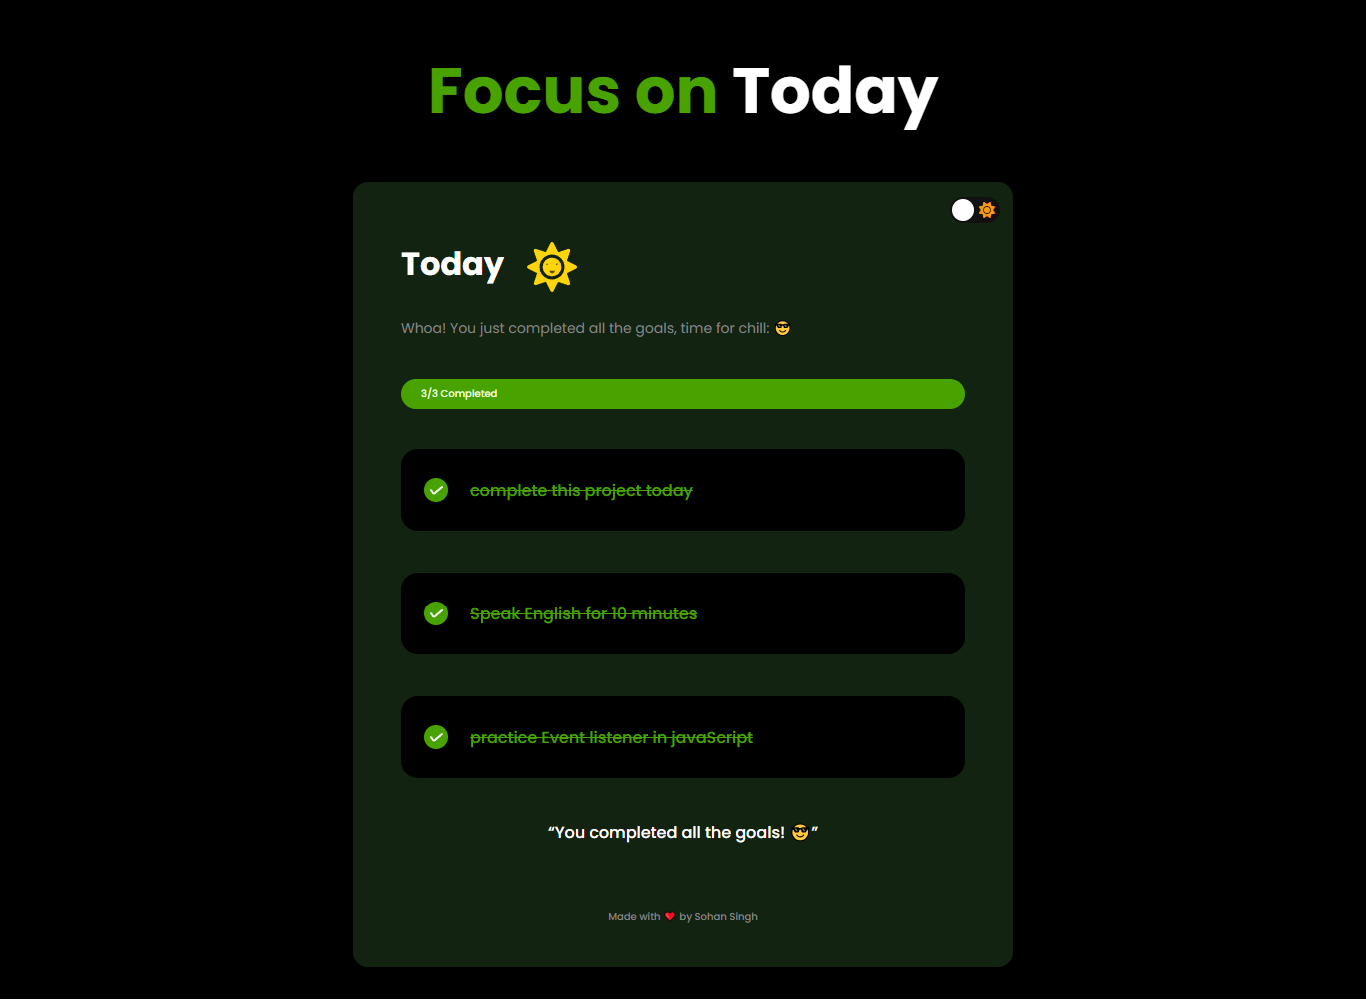 Focus on Today
Today
Whoa! You just completed all the goals, time for chill: 😎
3/3 Completed
complete this project today
Speak English for 10 minutes
practice Event listener in javaScript
“You completed all the goals! 😎”
Made with ❤️ by Sohan Singh